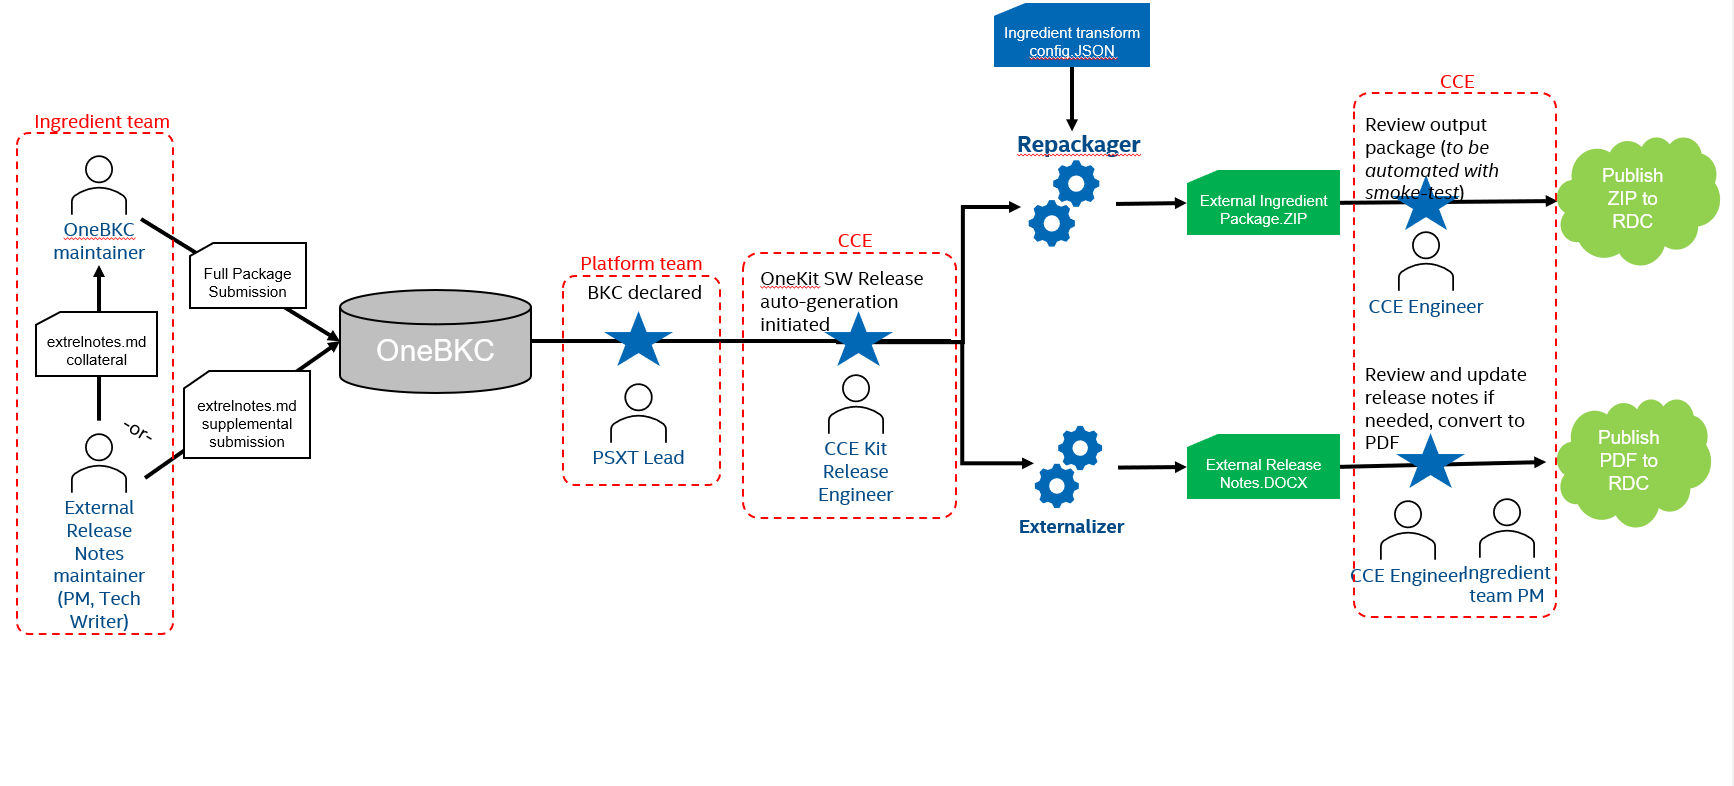 Ingredient team
OneBKC
maintainer
extrelnotes.md
collateral
-or-
External
Release
Notes
maintainer
(PM, Tech
Writer)
Full Package
Submission
extrelnotes.md
supplemental
submission
OneBKC
Platform team
BKC declared
PSXT Lead
CCE
OneKit SW Release
auto-generation
initiated
CCE Kit
Release
Engineer
Ingredient transform
config.JSON
Repackager
Externalizer
External Ingredient
Package.ZIP
External Release
Notes.DOCX
CCE
Review output
package (to be
automated with
smoke-test)
CCE Engineer
Review and update
release notes if
needed, convert to
PDF
CCE Engineer
Ingredient
team PM
Publish
ZIP to
RDC
Publish
PDF to
RDC